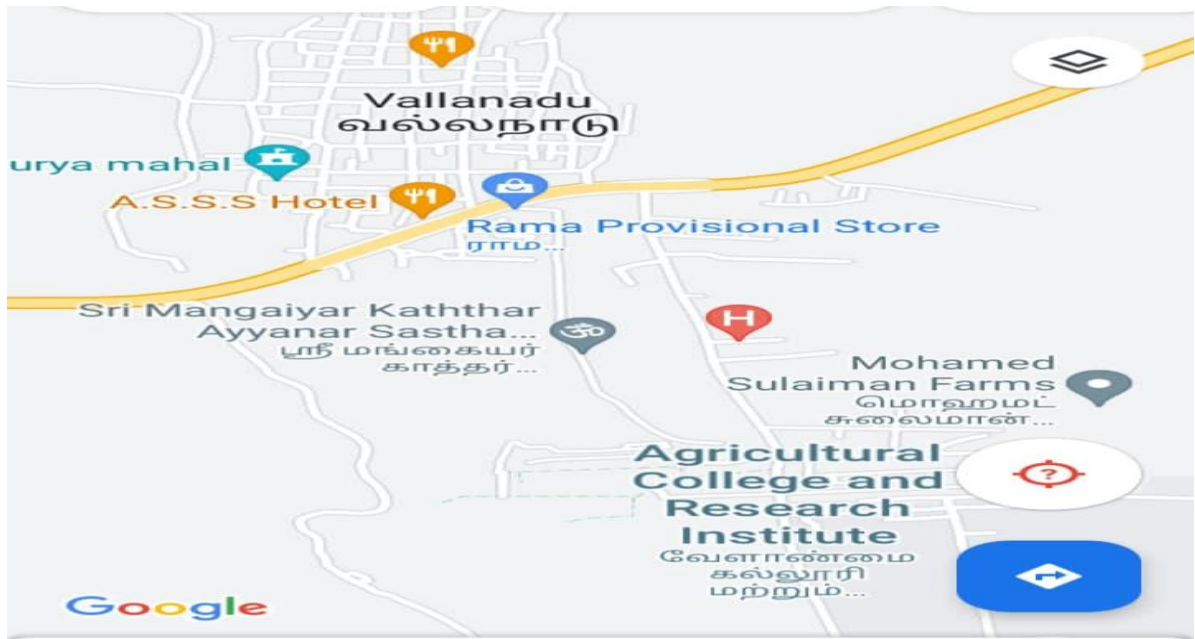 Vallanadu
வல்லநாடு
urya mahal
A.S.S.S Hotel
Rama Provisional Store
ராம...
Sri Mangaiyar Kaththar
Ayyanar Sastha...
ஸ்ரீ மங்கையர்
காத்தர்...
H
Mohamed
Sulaiman Farms
மொஹமட்
சுலைமான்...
Agricultural
College and
Research
Institute
வேளாண்மை
கல்லூரி
மற்றும்...
?
Google